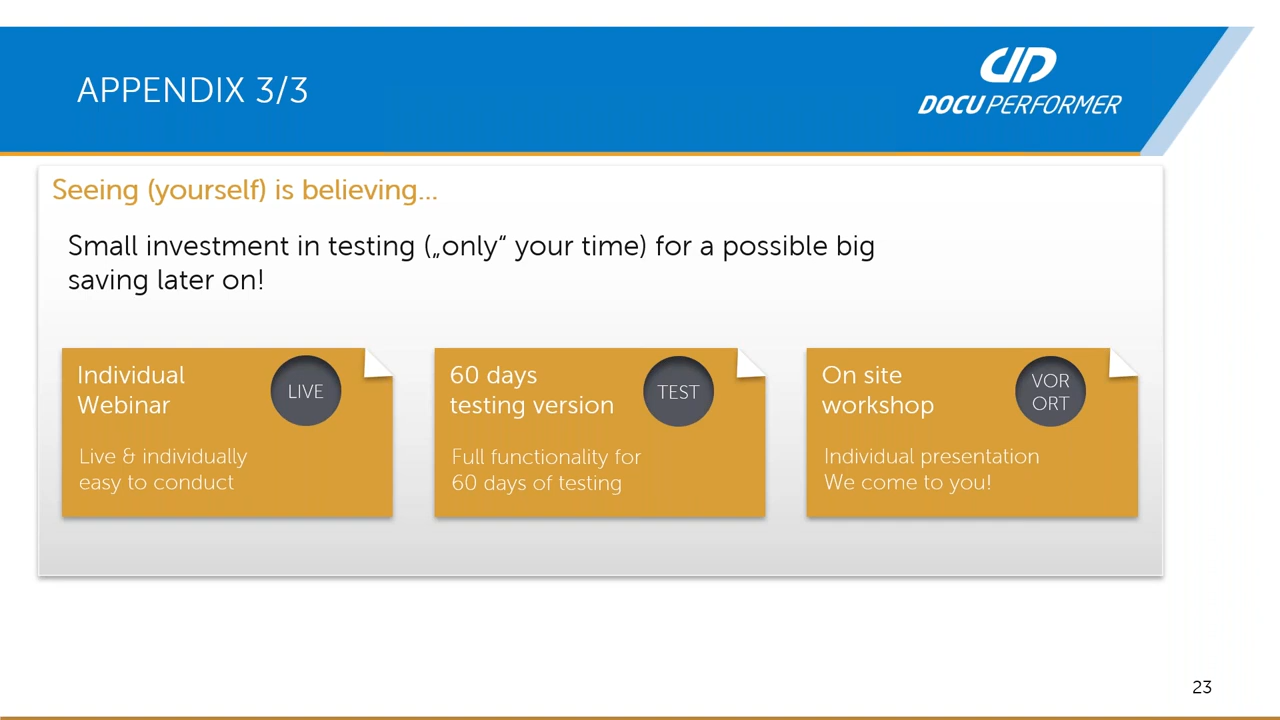 APPENDIX 3/3
DOCU PERFORMER
Seeing (yourself) is believing...
Small investment in testing („only“ your time) for a possible big
saving later on!
Individual
Webinar
LIVE
Live & individually
easy to conduct
60 days
testing version
TEST
Full functionality for
60 days of testing
On site
workshop
VOR
ORT
Individual presentation
We come to you!
23